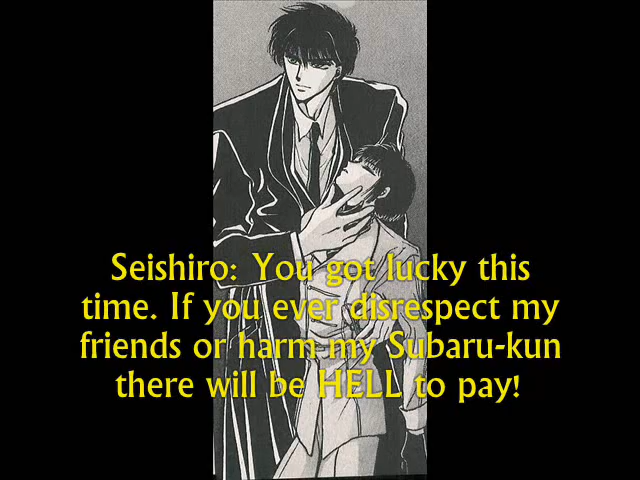 Seishiro: You got lucky this
time. If you ever disrespect my
friends or harm my Subaru-kun
there will be HELL to pay!